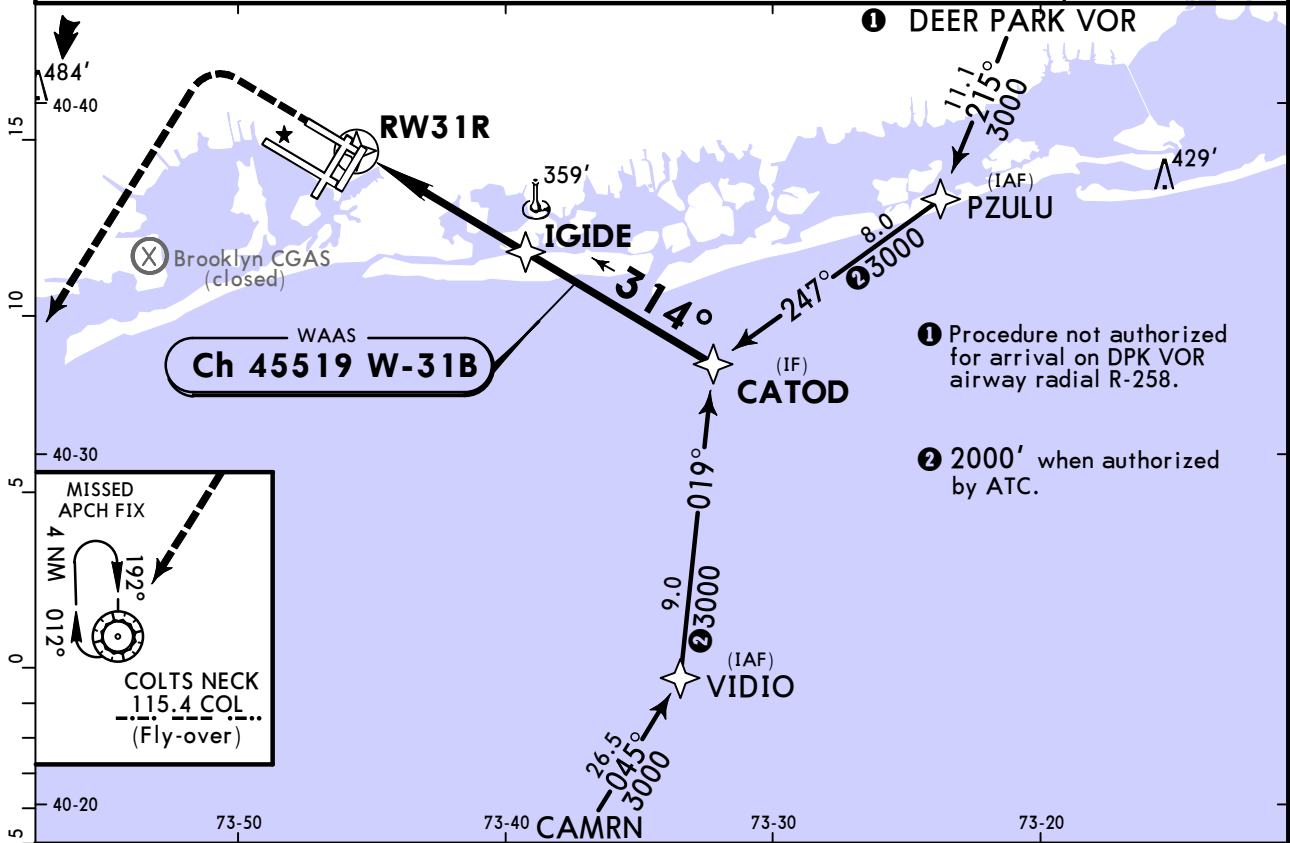 ❶ DEER PARK VOR
11.1
215°
3000
484'
40-40
15
RW31R
359'
429'
(IAF)
PZULU
8.0
❷3000
247°
IGIDE
Brooklyn CGAS
(closed)
314°
10
WAAS
Ch 45519 W-31B
(IF)
CATOD
❶ Procedure not authorized
for arrival on DPK VOR
airway radial R-258.
40-30
❷ 2000' when authorized
by ATC.
5
019°
9.0
❷3000
MISSED
APCH FIX
4 NM
192°
012°
COLTS NECK
115.4 COL
(Fly-over)
0
(IAF)
VIDIO
26.5
045°
3000
CAMRN
40-20
5
73-50
73-40
73-30
73-20